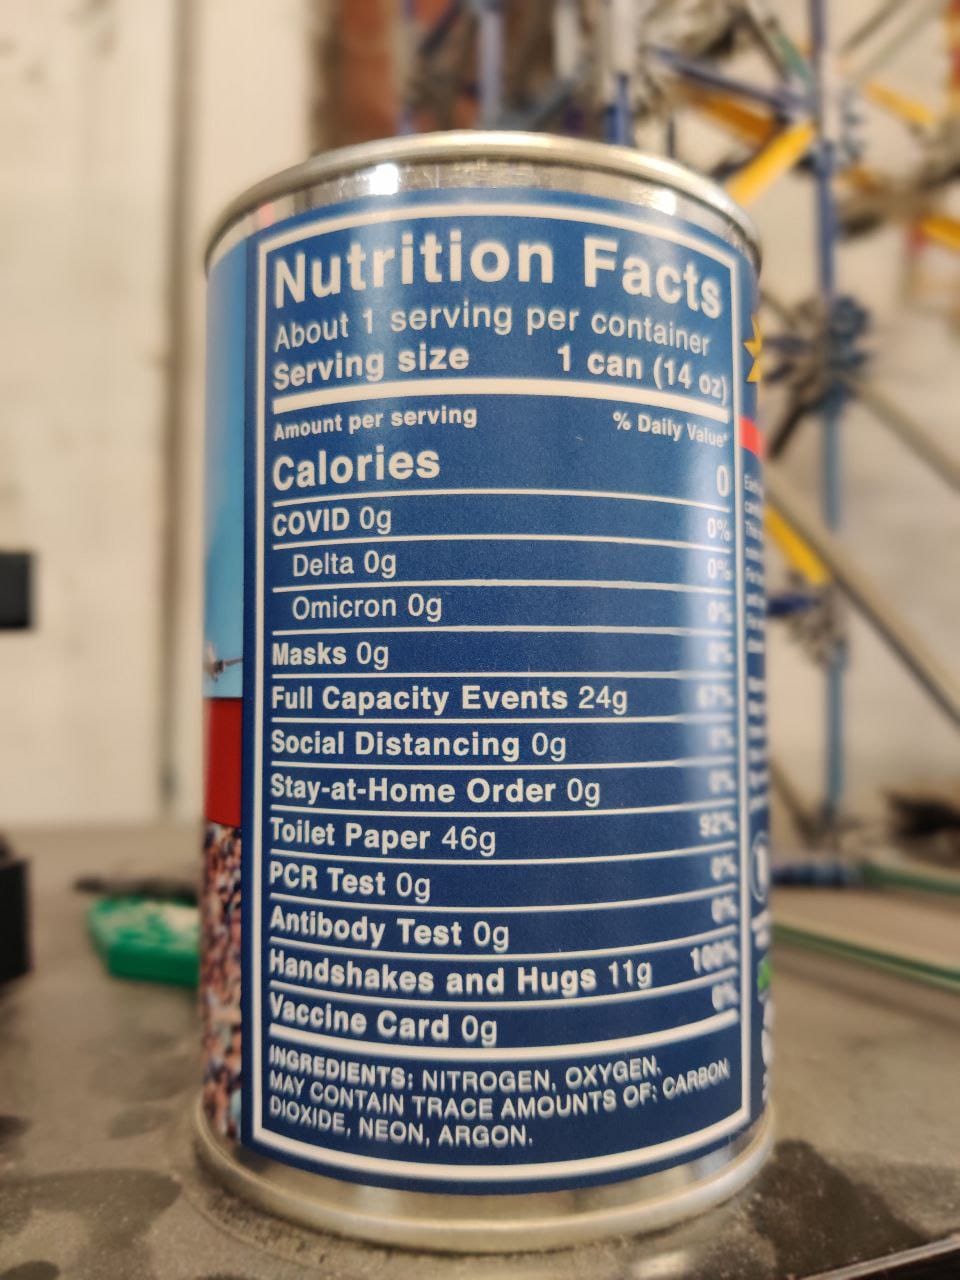 Nutrition Facts
About 1 serving per container
Serving size 1 can (14 oz)
Amount per serving % Daily Value*
Calories 0
COVID 0g 0%
Delta 0g 0%
Omicron 0g 0%
Masks 0g 0%
Full Capacity Events 24g 67%
Social Distancing 0g 0%
Stay-at-Home Order 0g 0%
Toilet Paper 46g 92%
PCR Test 0g 0%
Antibody Test 0g 0%
Handshakes and Hugs 11g 100%
Vaccine Card 0g 0%
INGREDIENTS: NITROGEN, OXYGEN.
MAY CONTAIN TRACE AMOUNTS OF: CARBON
DIOXIDE, NEON, ARGON.